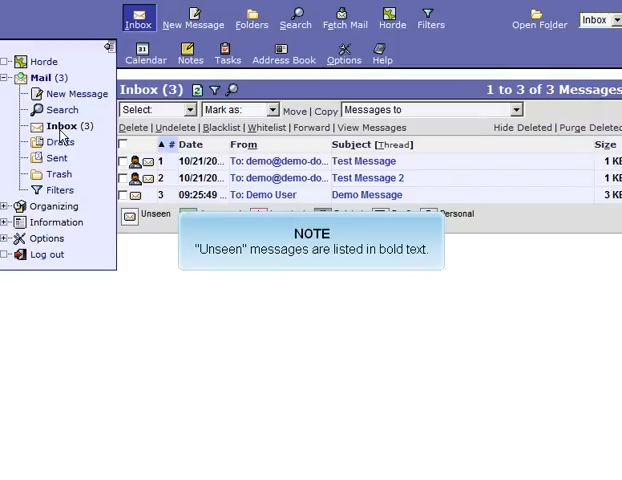 Inbox New Message Folders Search Fetch Mail Horde Filters Open Folder Inbox
Calendar Notes Tasks Address Book Options Help
Horde
Mail (3)
New Message
Search
Inbox (3)
Drafts
Sent
Trash
Filters
Organizing
Information
Options
Log out
Inbox (3) 1 to 3 of 3 Messages
Select: Mark as: Move | Copy Messages to
Delete | Undelete | Blacklist | Whitelist | Forward | View Messages Hide Deleted | Purge Deleted
# Date From Subject [Thread] Size
1 10/21/20... To: demo@demo-do... Test Message 1 KB
2 10/21/20... To: demo@demo-do... Test Message 2 1 KB
3 09:25:49 ... To: Demo User Demo Message 3 KB
Unseen Personal
NOTE
"Unseen" messages are listed in bold text.